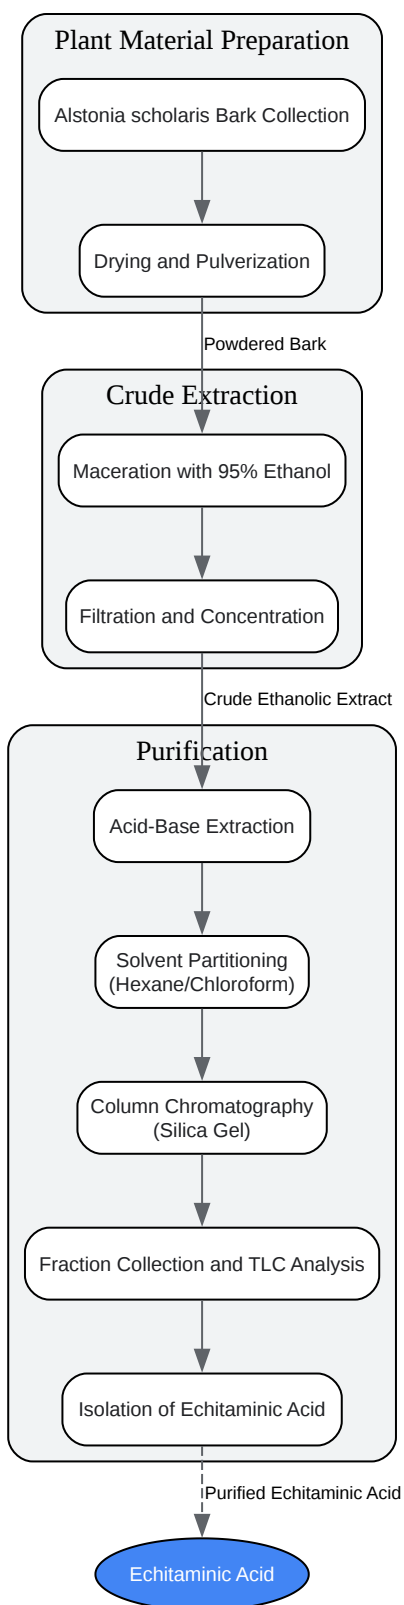 Plant Material Preparation
Alstonia scholaris Bark Collection
Drying and Pulverization
Powdered Bark
Crude Extraction
Maceration with 95% Ethanol
Filtration and Concentration
Crude Ethanolic Extract
Purification
Acid-Base Extraction
Solvent Partitioning
(Hexane/Chloroform)
Column Chromatography
(Silica Gel)
Fraction Collection and TLC Analysis
Isolation of Echitaminic Acid
Purified Echitaminic Acid
Echitaminic Acid